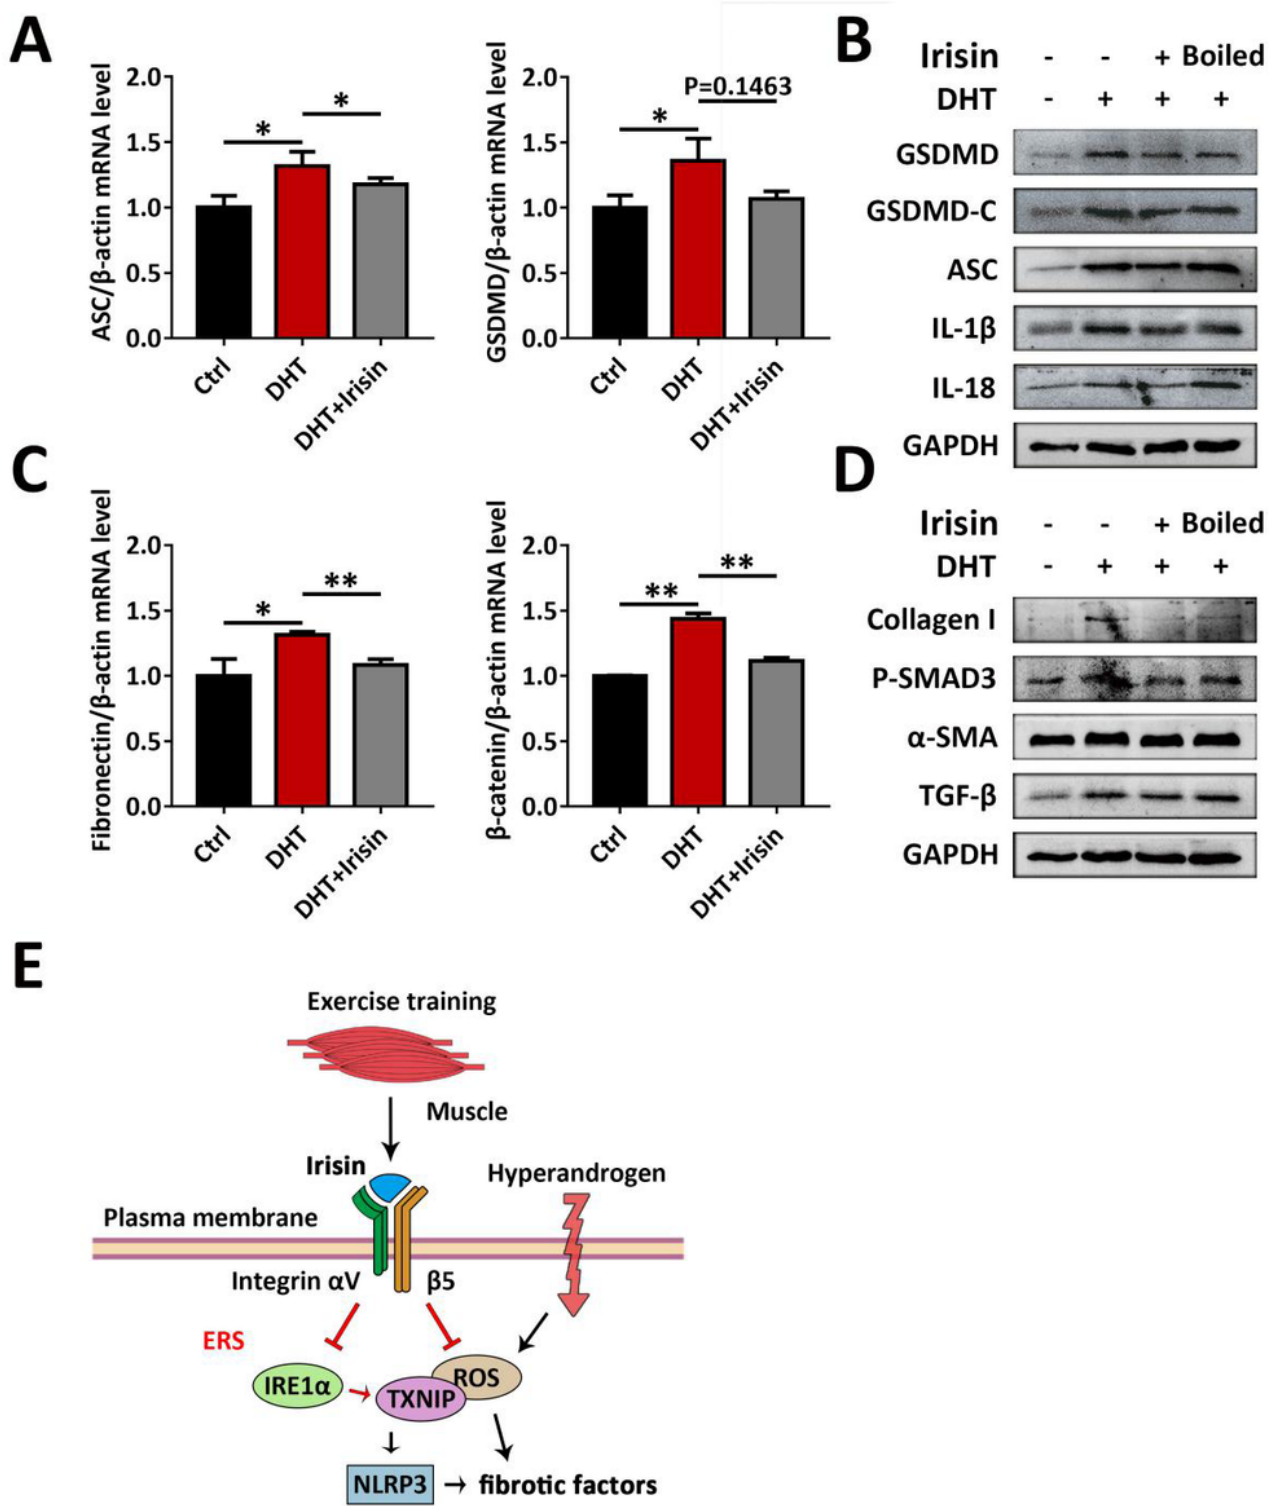 A
ASC/β-actin mRNA level
2.0
1.5
1.0
0.5
0.0
*
*
Ctrl
DHT
DHT+Irisin
GSDMD/β-actin mRNA level
2.0
1.5
1.0
0.5
0.0
*
P=0.1463
Ctrl
DHT
DHT+Irisin
B
Irisin - - + Boiled
DHT - + + +
GSDMD
GSDMD-C
ASC
IL-1β
IL-18
GAPDH
C
Fibronectin/β-actin mRNA level
2.0
1.5
1.0
0.5
0.0
*
**
Ctrl
DHT
DHT+Irisin
β-catenin/β-actin mRNA level
2.0
1.5
1.0
0.5
0.0
**
**
Ctrl
DHT
DHT+Irisin
D
Irisin - - + Boiled
DHT - + + +
Collagen I
P-SMAD3
α-SMA
TGF-β
GAPDH
E
Exercise training
Muscle
Irisin
Hyperandrogen
Plasma membrane
Integrin αV β5
ERS
IRE1α
TXNIP
ROS
NLRP3
fibrotic factors